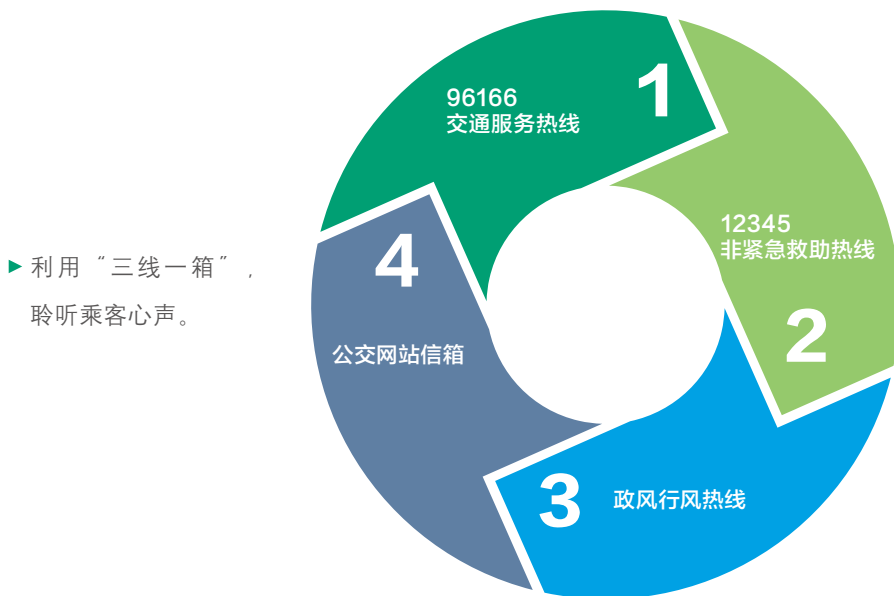 利用“三线一箱”，
聆听乘客心声。
96166
交通服务热线
1
12345
非紧急救助热线
2
3
政风行风热线
4
公交网站信箱